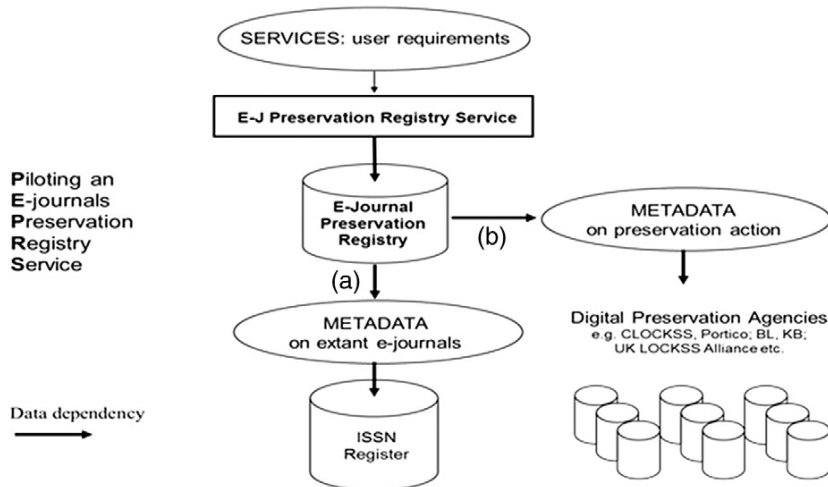 SERVICES: user requirements
E-J Preservation Registry Service
Piloting an
E-journals
Preservation
Registry
Service
E-Journal
Preservation
Registry
(b)
METADATA
on preservation action
(a)
METADATA
on extant e-journals
Digital Preservation Agencies
e.g. CLOCKSS, Portico; BL, KB;
UK LOCKSS Alliance etc.
Data dependency
ISSN
Register